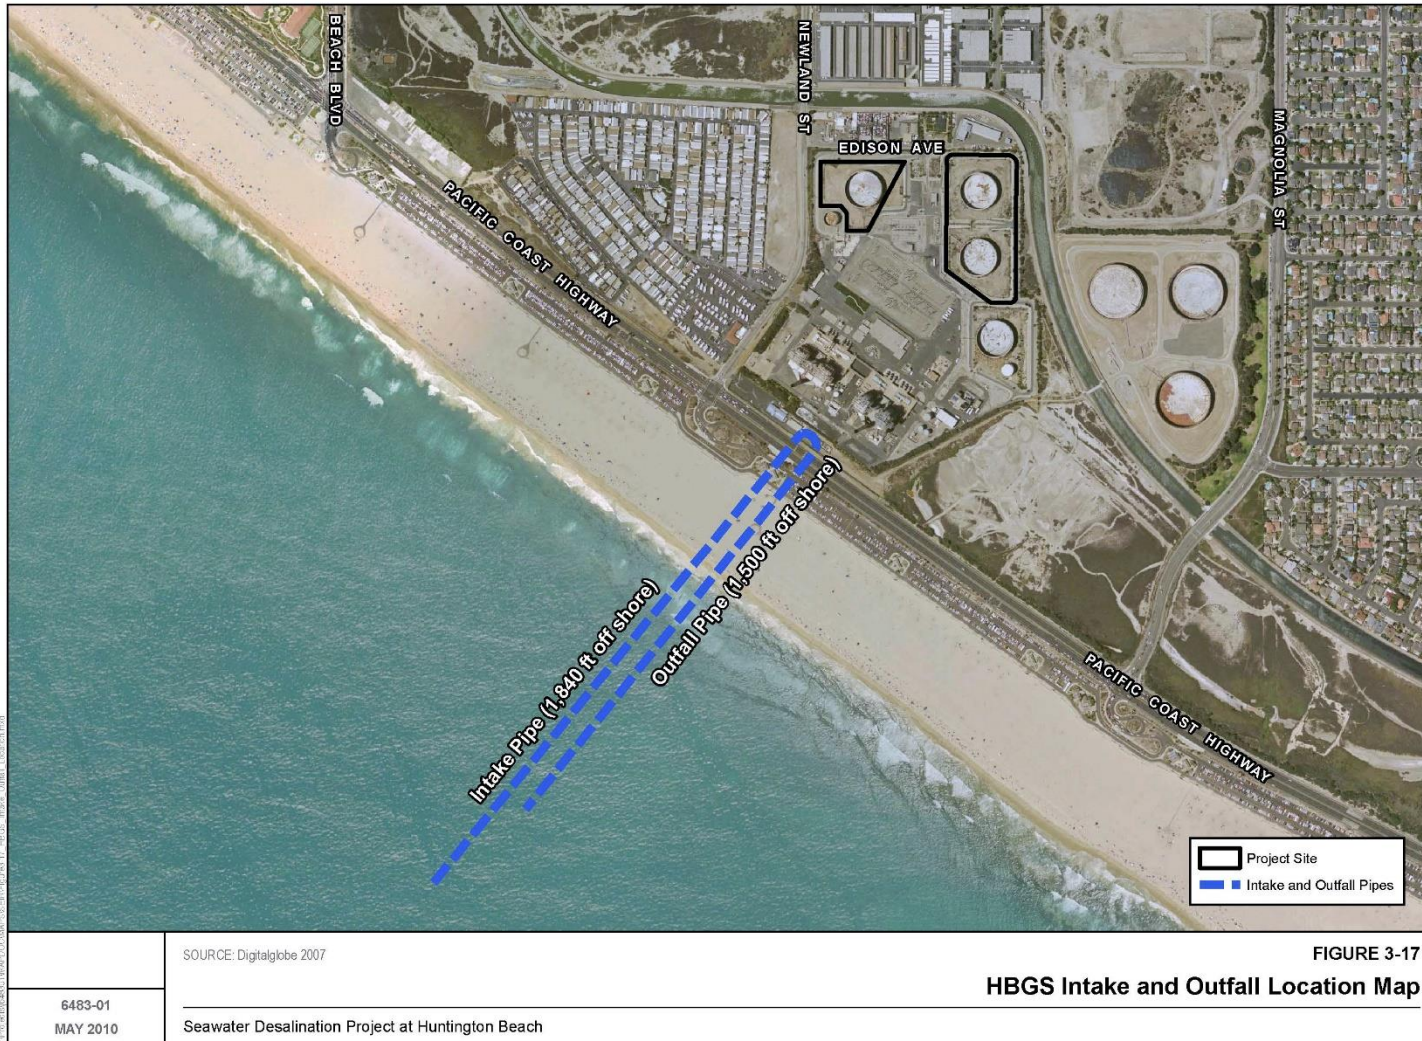 BEACH BLVD
NEWLAND ST
EDISON AVE
MAGNOLIA ST
PACIFIC COAST HIGHWAY
Intake Pipe (1,840 ft off shore)
Outfall Pipe (1,500 ft off shore)
PACIFIC COAST HIGHWAY
Project Site
Intake and Outfall Pipes
SOURCE: Digitalglobe 2007
FIGURE 3-17
HBGS Intake and Outfall Location Map
6483-01
MAY 2010
Seawater Desalination Project at Huntington Beach